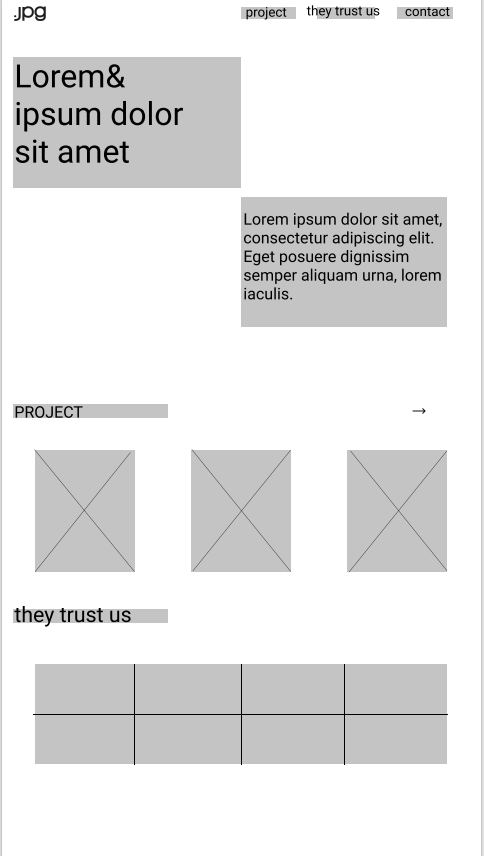 .jpg
project they trust us contact
Lorem&
ipsum dolor
sit amet
Lorem ipsum dolor sit amet,
consectetur adipiscing elit.
Eget posuere dignissim
semper aliquam urna, lorem
iaculis.
PROJECT →
they trust us